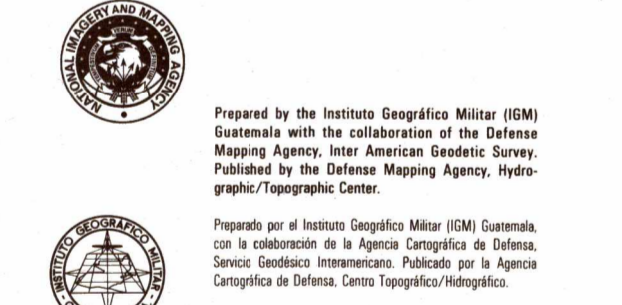 NATIONAL IMAGERY AND MAPPING AGENCY
Prepared by the Instituto Geográfico Militar (IGM)
Guatemala with the collaboration of the Defense
Mapping Agency, Inter American Geodetic Survey.
Published by the Defense Mapping Agency, Hydro-
graphic/Topographic Center.
INSTITUTO GEOGRAFICO MILITAR
Preparado por el Instituto Geográfico Militar (IGM) Guatemala,
con la colaboración de la Agencia Cartográfica de Defensa,
Servicio Geodésico Interamericano. Publicado por la Agencia
Cartográfica de Defensa, Centro Topográfico/Hidrográfico.